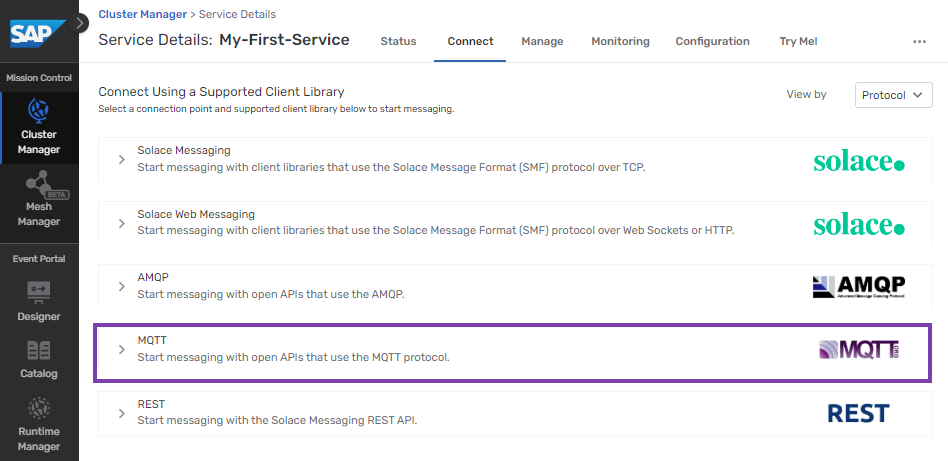 SAP
Cluster Manager > Service Details
Service Details: My-First-Service
Status
Connect
Manage
Monitoring
Configuration
Try Me!
Mission Control
Cluster
Manager
BETA
Mesh
Manager
Event Portal
Designer
Catalog
Runtime
Manager
Connect Using a Supported Client Library
Select a connection point and supported client library below to start messaging.
View by
Protocol
Solace Messaging
Start messaging with client libraries that use the Solace Message Format (SMF) protocol over TCP.
solace.
Solace Web Messaging
Start messaging with client libraries that use the Solace Message Format (SMF) protocol over Web Sockets or HTTP.
solace.
AMQP
Start messaging with open APIs that use the AMQP.
AMQP
Advanced Message Queuing Protocol
MQTT
Start messaging with open APIs that use the MQTT protocol.
MQTT
.ORG
REST
Start messaging with the Solace Messaging REST API.
REST